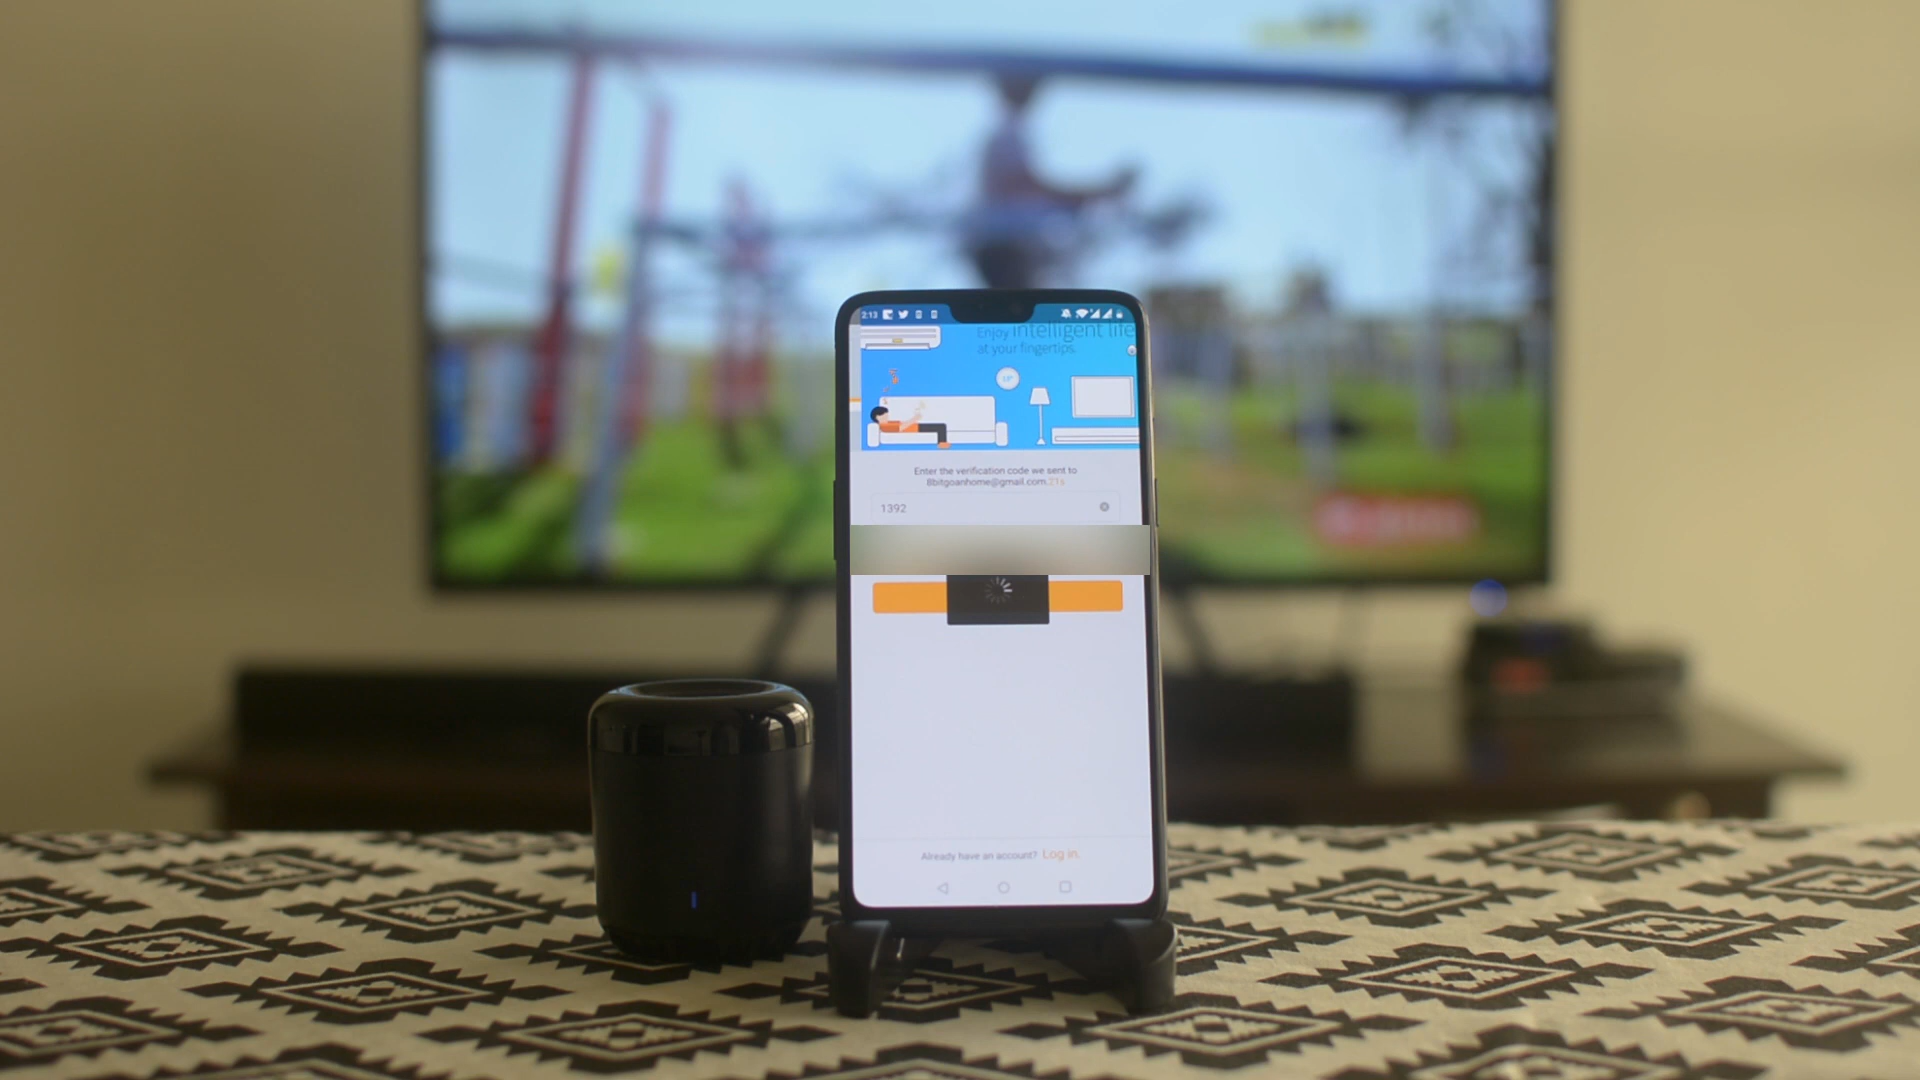 2:13
Enjoy intelligent life
at your fingertips.
UP
Enter the verification code we sent to
8bitgoanhome@gmail.com.21s
1392
Already have an account? Log in.